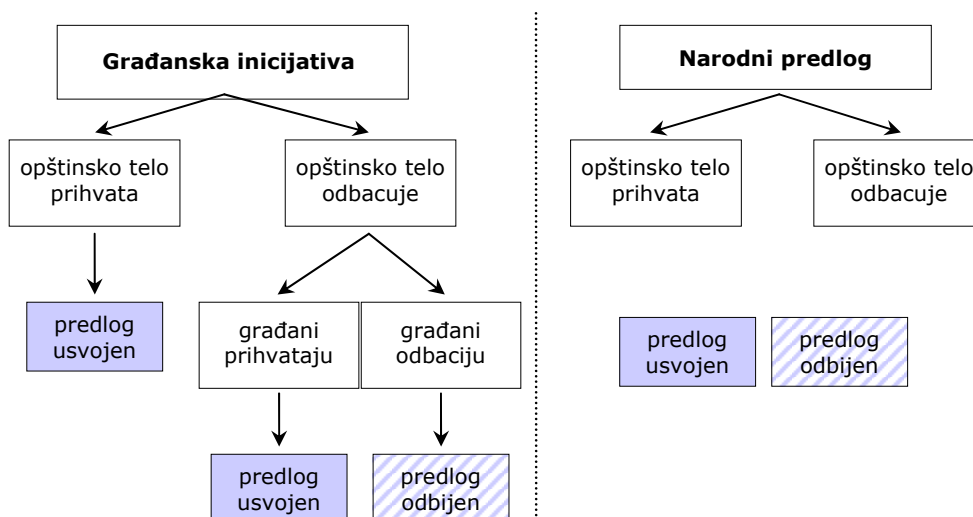 Građanska inicijativa
Narodni predlog
opštinsko telo
prihvata
opštinsko telo
odbacuje
opštinsko telo
prihvata
opštinsko telo
odbacuje
predlog
usvojen
građani
prihvataju
građani
odbaciju
predlog
usvojen
predlog
odbijen
predlog
usvojen
predlog
odbijen